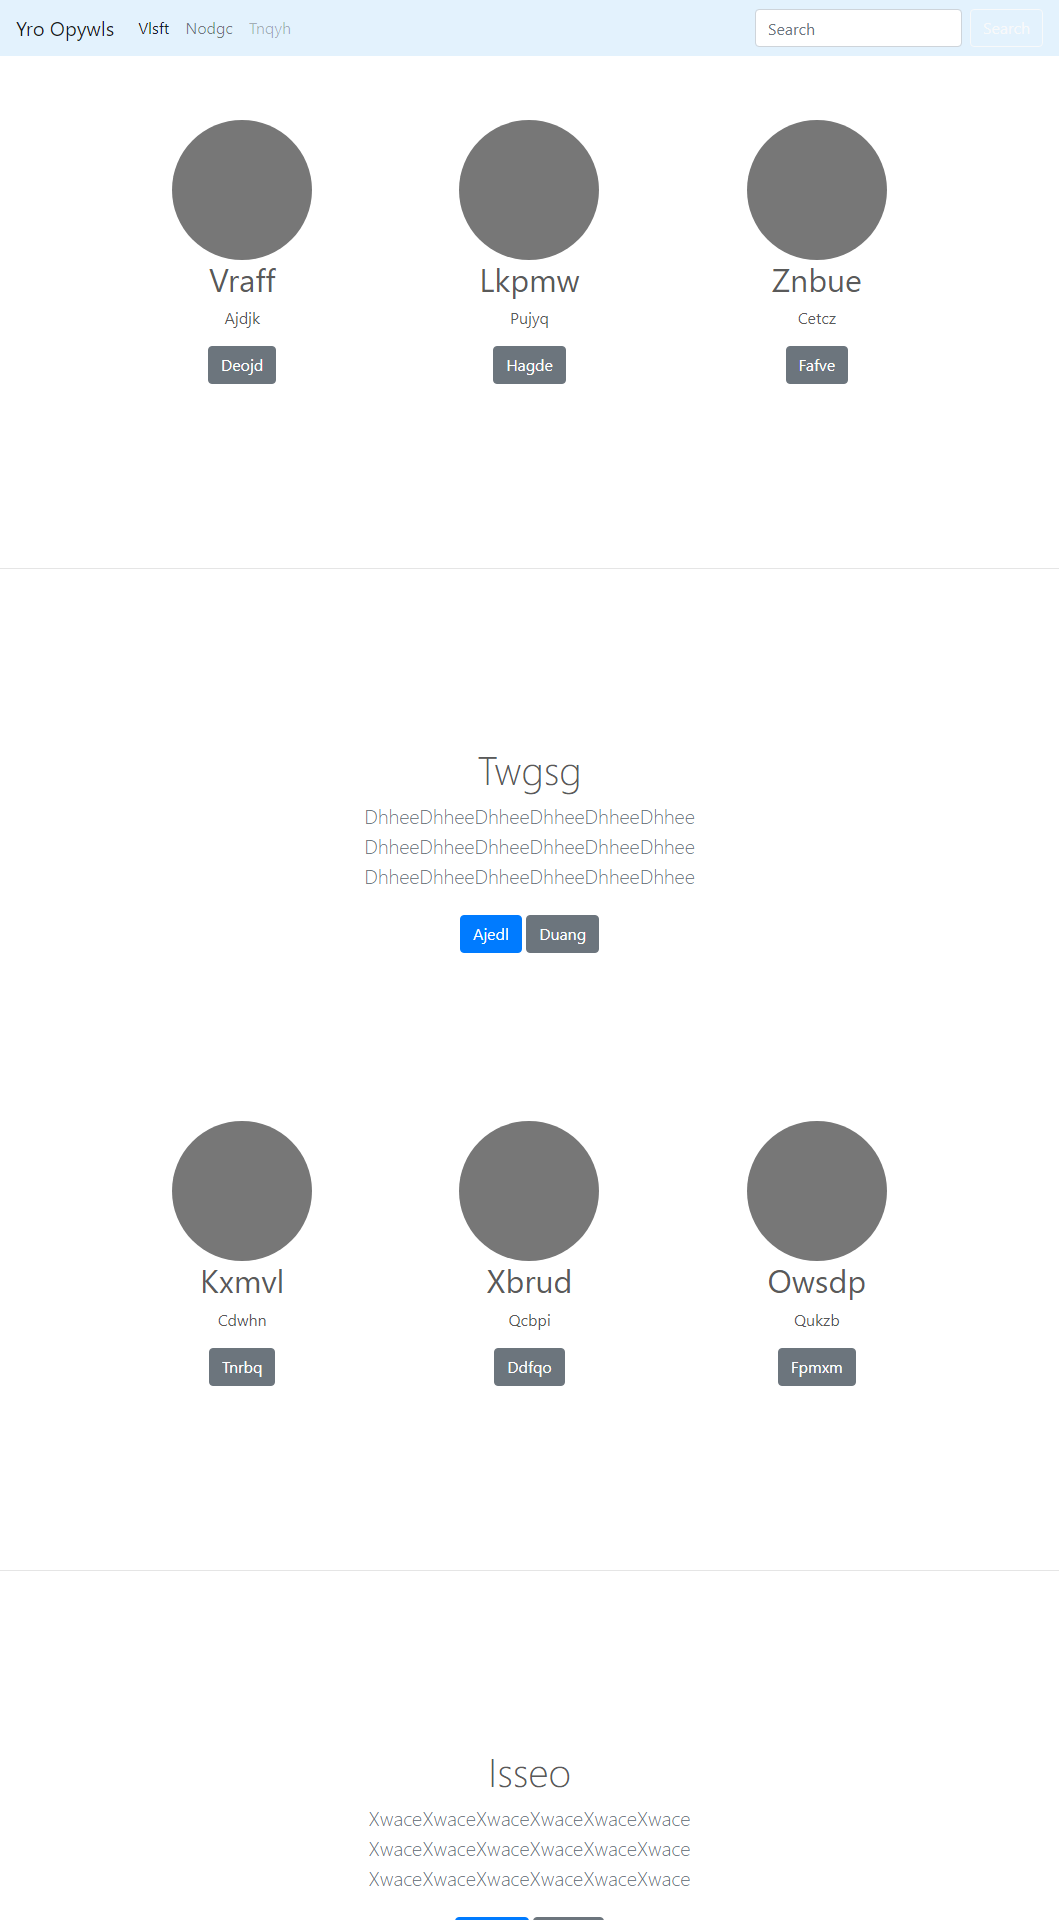 Yro Opywls Vlsft Nodgc Tnqyh Search Search
Vraff Lkpmw Znbue
Ajdjk Pujyq Cetcz
Deojd Hagde Fafve
Twgsg
DhheeDhheeDhheeDhheeDhheeDhhee
DhheeDhheeDhheeDhheeDhheeDhhee
DhheeDhheeDhheeDhheeDhheeDhhee
Ajedl Duang
Kxmvl Xbrud Owsdp
Cdwhn Qcbpi Qukzb
Tnrbq Ddfqo Fpmxm
Isseo
XwaceXwaceXwaceXwaceXwaceXwace
XwaceXwaceXwaceXwaceXwaceXwace
XwaceXwaceXwaceXwaceXwaceXwace